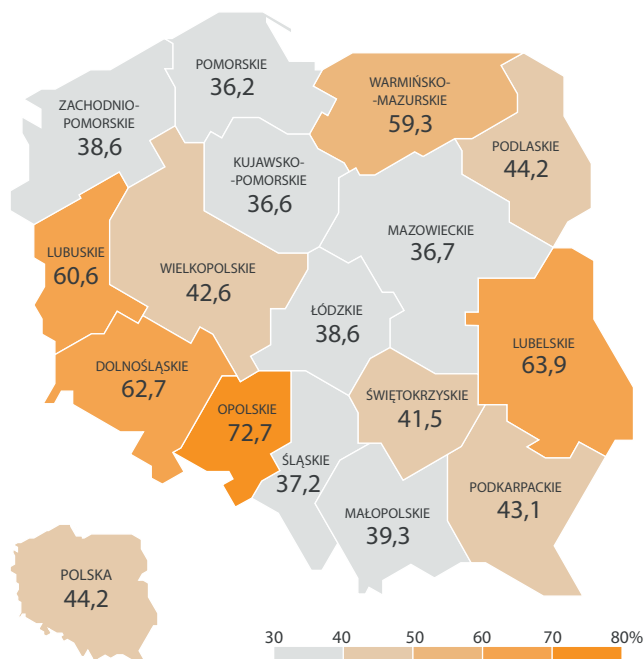 POMORSKIE
36,2
WARMIŃSKO-
-MAZURSKIE
59,3
ZACHODNIO-
POMORSKIE
38,6
PODLASKIE
44,2
KUJAWSKO-
-POMORSKIE
36,6
MAZOWIECKIE
36,7
LUBUSKIE
60,6
WIELKOPOLSKIE
42,6
ŁÓDZKIE
38,6
LUBELSKIE
63,9
DOLNOŚLĄSKIE
62,7
OPOLSKIE
72,7
ŚWIĘTOKRZYSKIE
41,5
ŚLĄSKIE
37,2
MAŁOPOLSKIE
39,3
PODKARPACKIE
43,1
POLSKA
44,2
30 40 50 60 70 80%